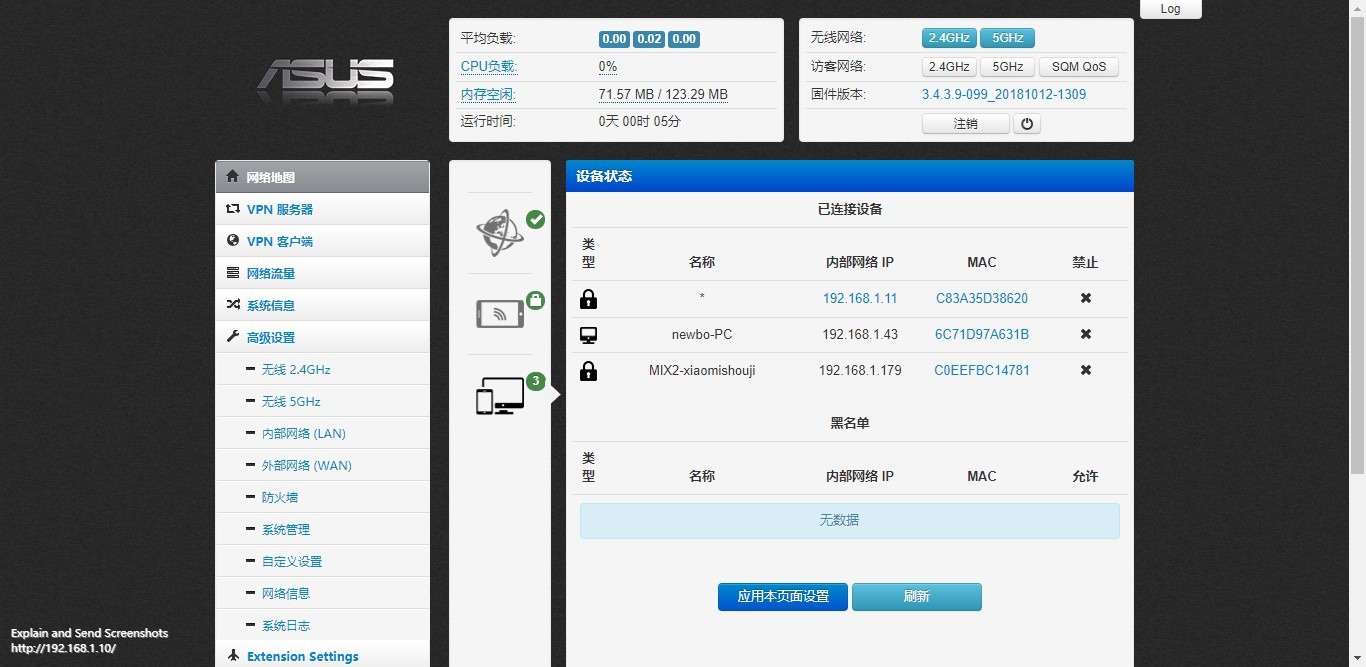 Log
ASUS
平均负载: 0.00 0.02 0.00
CPU负载: 0%
内存空闲: 71.57 MB / 123.29 MB
运行时间: 0天 00时 05分
无线网络: 2.4GHz 5GHz
访客网络: 2.4GHz 5GHz SQM QoS
固件版本: 3.4.3.9-099_20181012-1309
注销
网络地图
VPN 服务器
VPN 客户端
网络流量
系统信息
高级设置
无线 2.4GHz
无线 5GHz
内部网络 (LAN)
外部网络 (WAN)
防火墙
系统管理
自定义设置
网络信息
系统日志
Extension Settings
3
设备状态
已连接设备
类型 名称 内部网络 IP MAC 禁止
* 192.168.1.11 C83A35D38620
newbo-PC 192.168.1.43 6C71D97A631B
MIX2-xiaomishouji 192.168.1.179 C0EEFBC14781
黑名单
类型 名称 内部网络 IP MAC 允许
无数据
应用本页面设置 刷新
Explain and Send Screenshots
http://192.168.1.10/